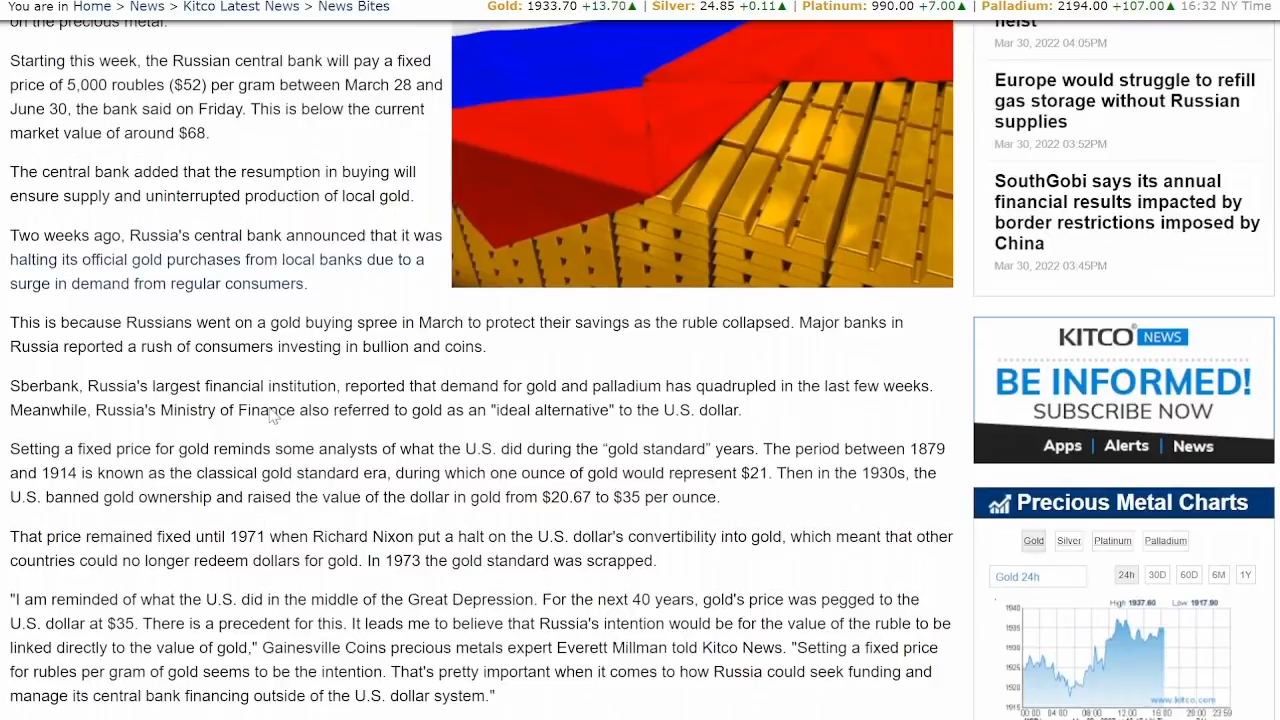 You are in Home > News > Kitco Latest News > News Bites
Gold: 1933.70 +13.70▲ | Silver: 24.85 +0.11▲ | Platinum: 990.00 +7.00▲ | Palladium: 2194.00 +107.00▲ 16:32 NY Time
on the precious metal.
Starting this week, the Russian central bank will pay a fixed
price of 5,000 roubles ($52) per gram between March 28 and
June 30, the bank said on Friday. This is below the current
market value of around $68.
The central bank added that the resumption in buying will
ensure supply and uninterrupted production of local gold.
Two weeks ago, Russia's central bank announced that it was
halting its official gold purchases from local banks due to a
surge in demand from regular consumers.
This is because Russians went on a gold buying spree in March to protect their savings as the ruble collapsed. Major banks in
Russia reported a rush of consumers investing in bullion and coins.
Sberbank, Russia's largest financial institution, reported that demand for gold and palladium has quadrupled in the last few weeks.
Meanwhile, Russia's Ministry of Finance also referred to gold as an "ideal alternative" to the U.S. dollar.
Setting a fixed price for gold reminds some analysts of what the U.S. did during the “gold standard” years. The period between 1879
and 1914 is known as the classical gold standard era, during which one ounce of gold would represent $21. Then in the 1930s, the
U.S. banned gold ownership and raised the value of the dollar in gold from $20.67 to $35 per ounce.
That price remained fixed until 1971 when Richard Nixon put a halt on the U.S. dollar's convertibility into gold, which meant that other
countries could no longer redeem dollars for gold. In 1973 the gold standard was scrapped.
"I am reminded of what the U.S. did in the middle of the Great Depression. For the next 40 years, gold's price was pegged to the
U.S. dollar at $35. There is a precedent for this. It leads me to believe that Russia's intention would be for the value of the ruble to be
linked directly to the value of gold," Gainesville Coins precious metals expert Everett Millman told Kitco News. "Setting a fixed price
for rubles per gram of gold seems to be the intention. That's pretty important when it comes to how Russia could seek funding and
manage its central bank financing outside of the U.S. dollar system."
heist
Mar 30, 2022 04:05PM
Europe would struggle to refill
gas storage without Russian
supplies
Mar 30, 2022 03:52PM
SouthGobi says its annual
financial results impacted by
border restrictions imposed by
China
Mar 30, 2022 03:45PM
KITCO® NEWS
BE INFORMED!
SUBSCRIBE NOW
Apps | Alerts | News
Precious Metal Charts
Gold Silver Platinum Palladium
Gold 24h
24h 30D 60D 6M 1Y
High 1937.60 Low 1917.90
1940
1935
1930
1925
1920
1915
www.kitco.com
00:00 04:00 08:00 12:00 16:00 20:00 23:59